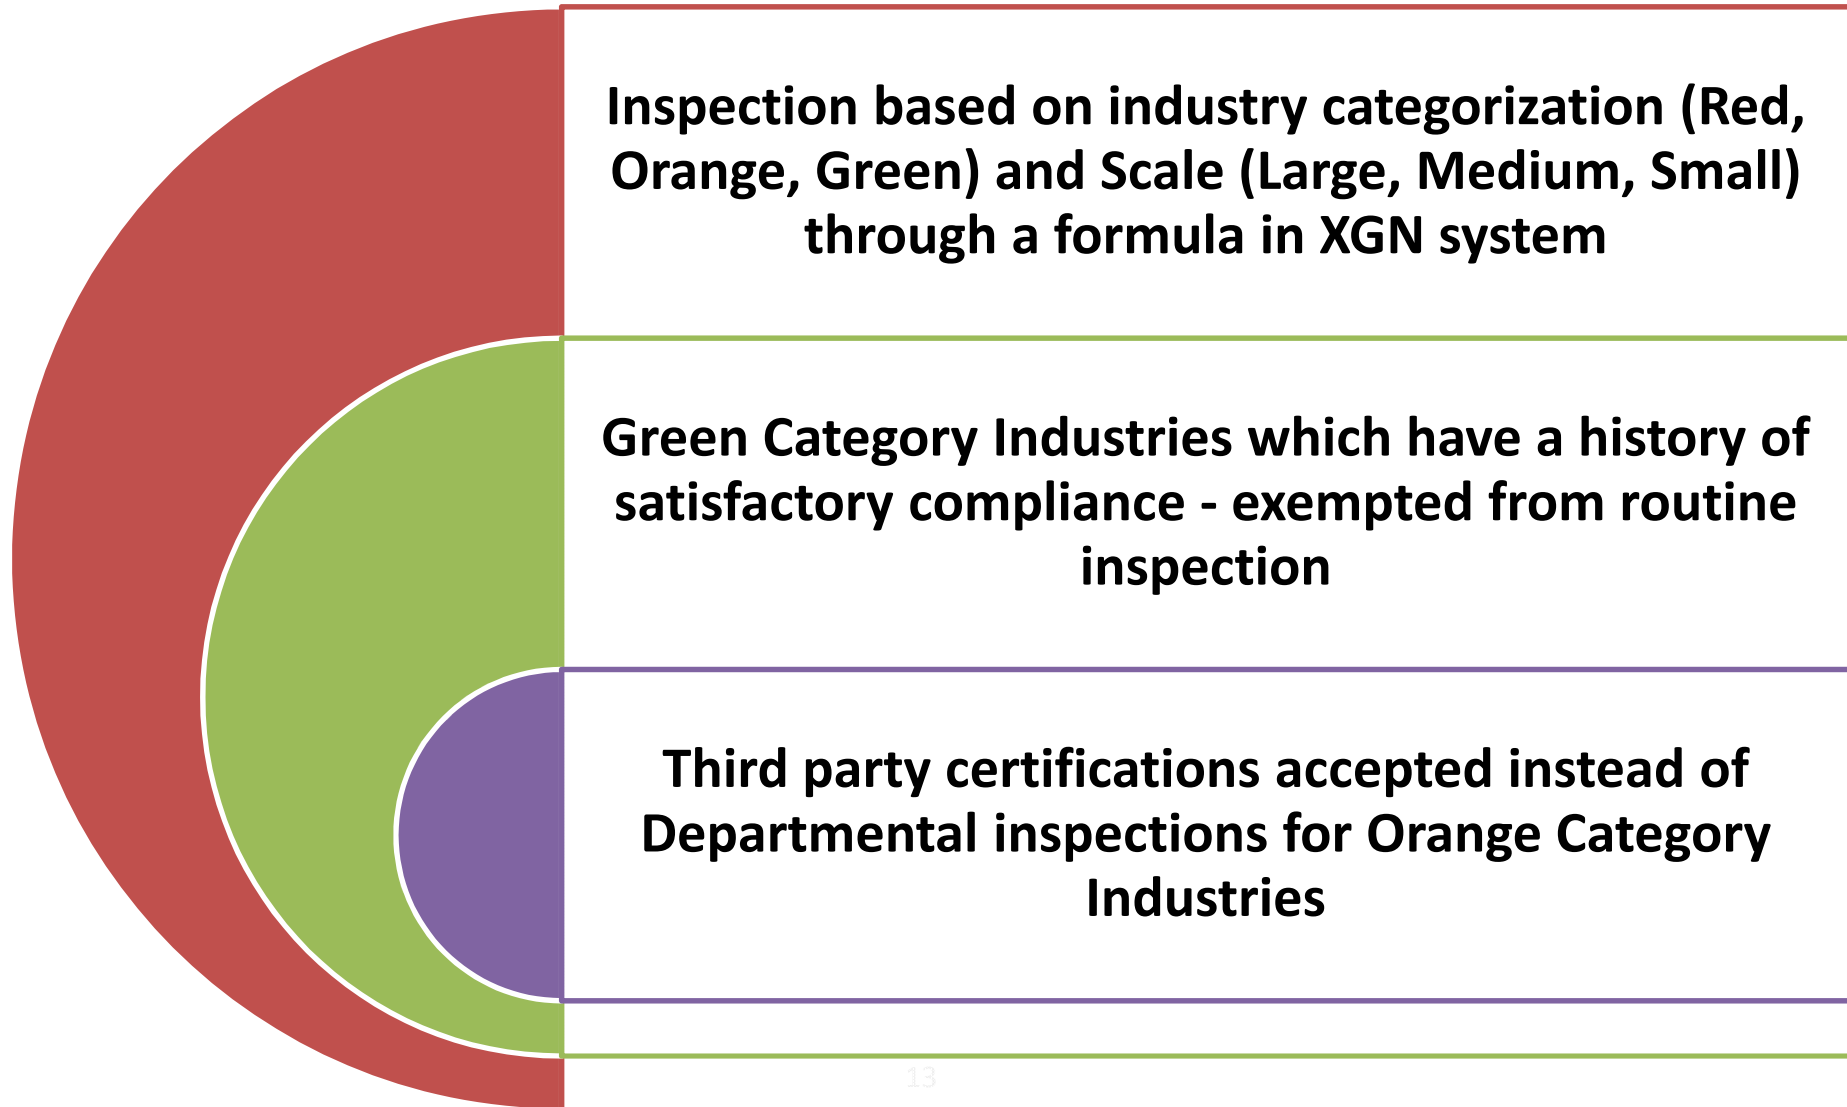 Inspection based on industry categorization (Red,
Orange, Green) and Scale (Large, Medium, Small)
through a formula in XGN system
Green Category Industries which have a history of
satisfactory compliance - exempted from routine
inspection
Third party certifications accepted instead of
Departmental inspections for Orange Category
Industries
13